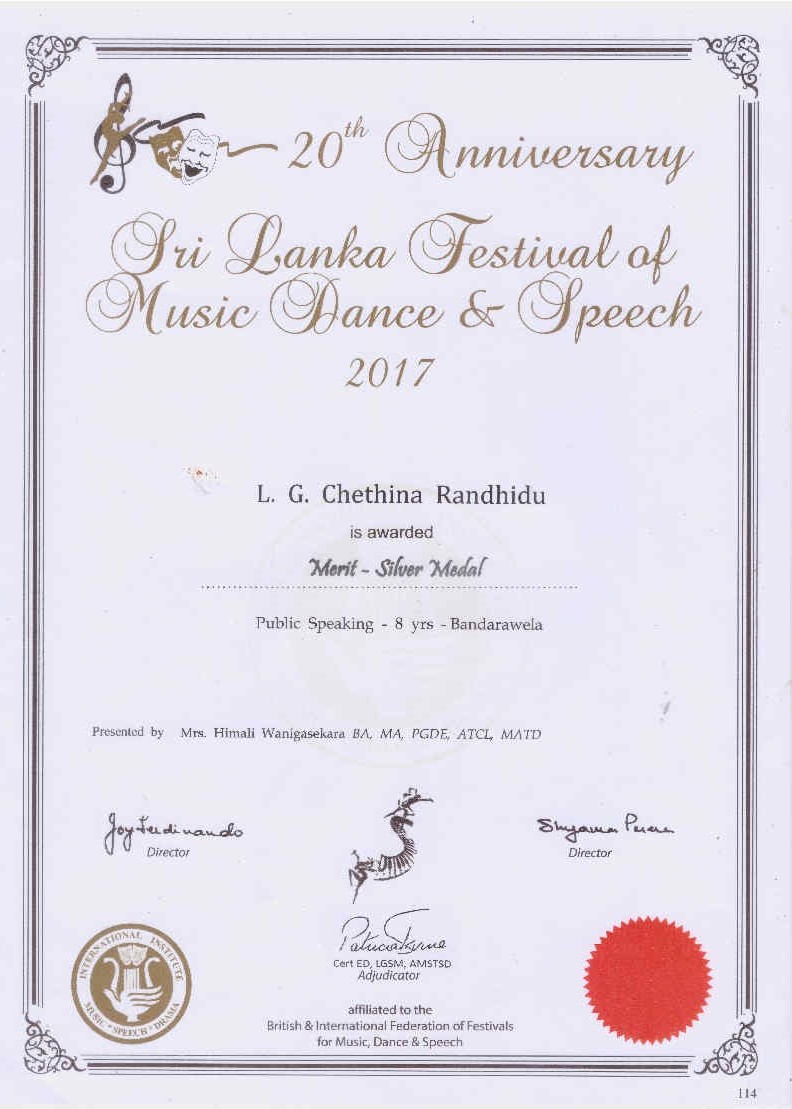 20th Anniversary
Sri Lanka Festival of
Music Dance & Speech
2017
L. G. Chethina Randhidu
is awarded
Merit - Silver Medal
Public Speaking - 8 yrs - Bandarawela
Presented by Mrs. Himali Wanigasekara BA, MA, PGDE, ATCL, MATD
Joy Ferdinando
Director
Shyama Perera
Director
Cert ED, LGSM, AMSTSD
Adjudicator
INTERNATIONAL INSTITUTE
MUSIC • SPEECH • DRAMA
affiliated to the
British & International Federation of Festivals
for Music, Dance & Speech
114